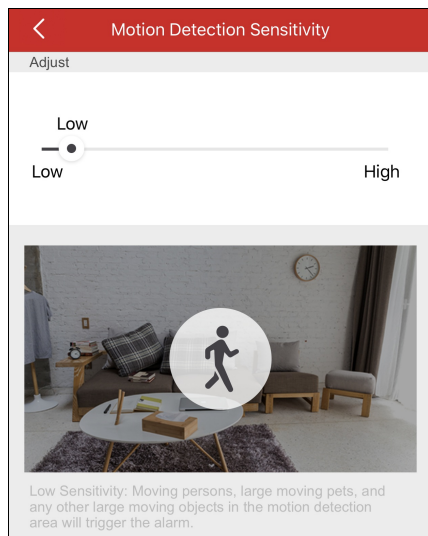 Motion Detection Sensitivity
Adjust
Low
Low
High
Low Sensitivity: Moving persons, large moving pets, and
any other large moving objects in the motion detection
area will trigger the alarm.